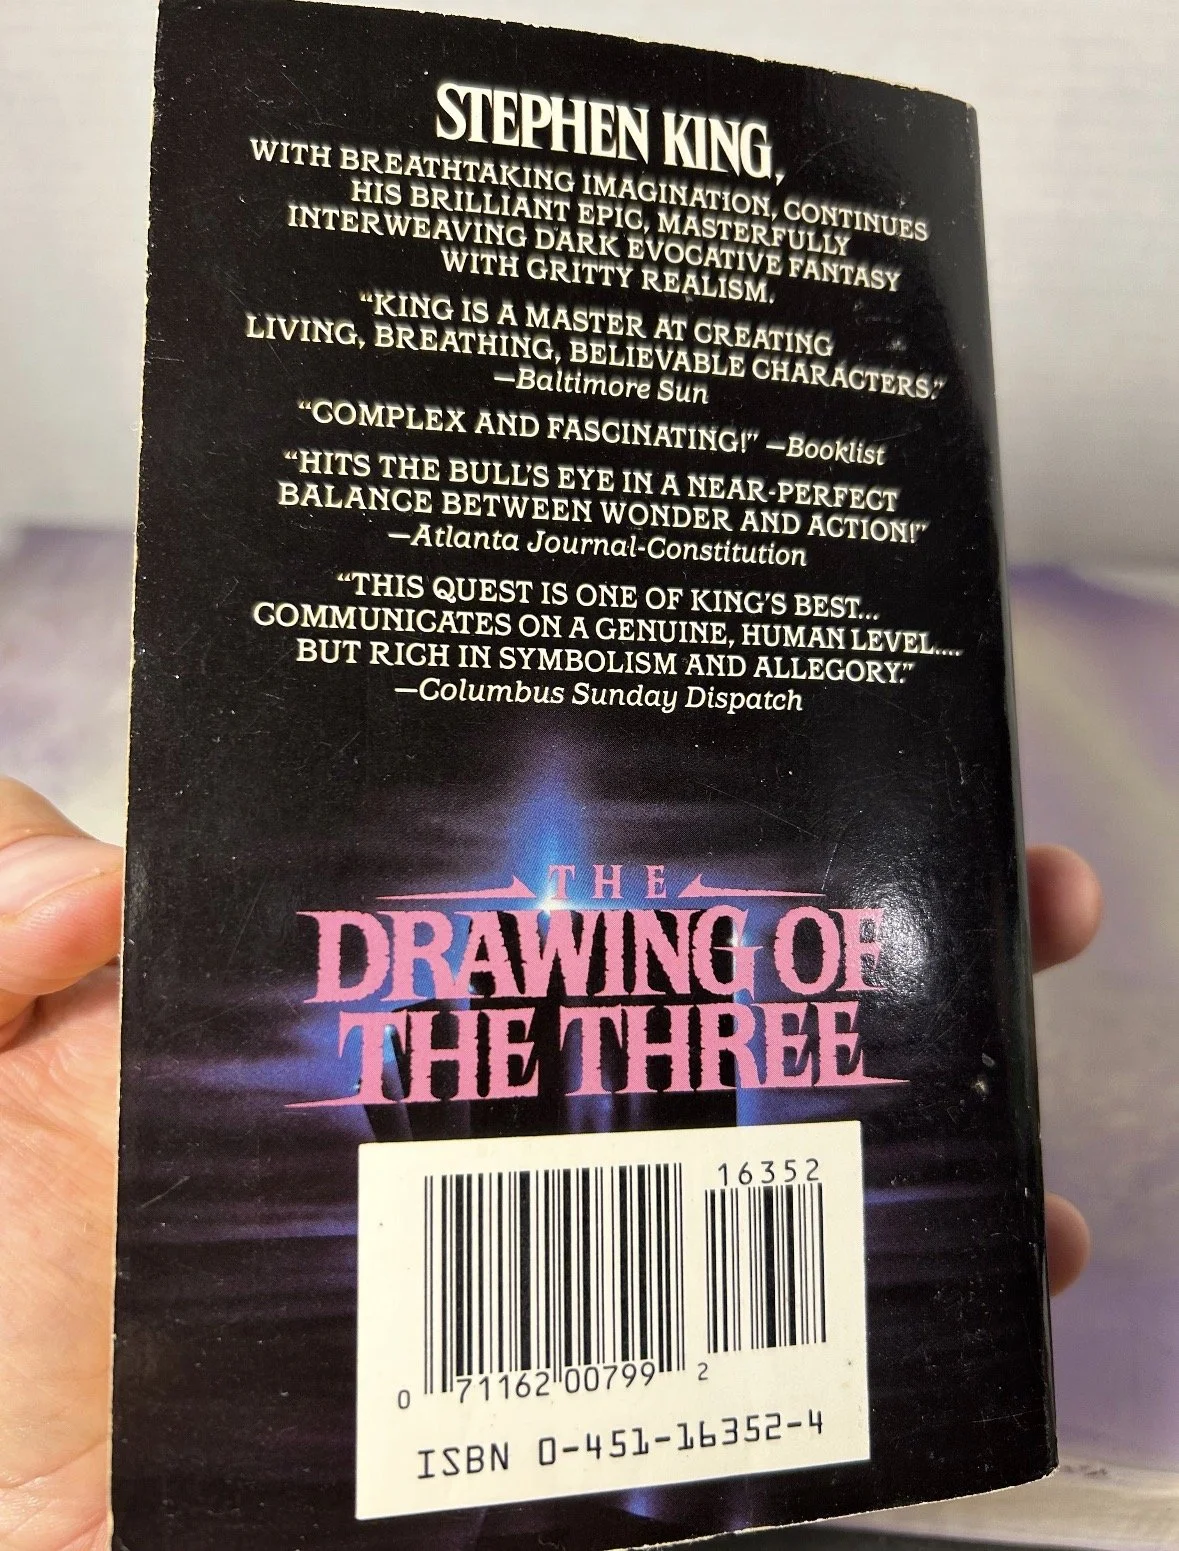 STEPHEN KING,
WITH BREATHTAKING IMAGINATION, CONTINUES
HIS BRILLIANT EPIC, MASTERFULLY
INTERWEAVING DARK EVOCATIVE FANTASY
WITH GRITTY REALISM.
“KING IS A MASTER AT CREATING
LIVING, BREATHING, BELIEVABLE CHARACTERS.”
—Baltimore Sun
“COMPLEX AND FASCINATING!” —Booklist
“HITS THE BULL'S EYE IN A NEAR-PERFECT
BALANCE BETWEEN WONDER AND ACTION!”
—Atlanta Journal-Constitution
“THIS QUEST IS ONE OF KING'S BEST...
COMMUNICATES ON A GENUINE, HUMAN LEVEL....
BUT RICH IN SYMBOLISM AND ALLEGORY.”
—Columbus Sunday Dispatch
THE
DRAWING OF
THE THREE
16352
0 71162 00799 2
ISBN 0-451-16352-4